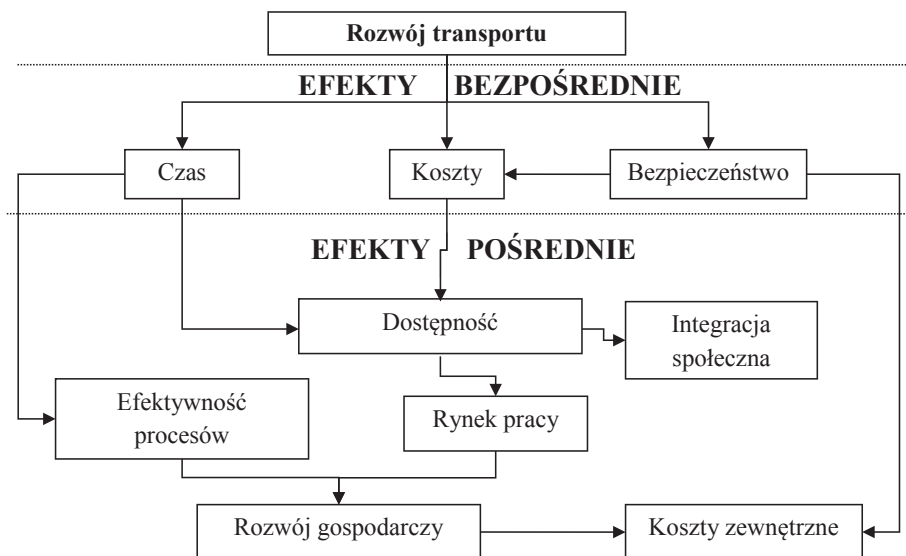 Rozwój transportu
EFEKTY BEZPOŚREDNIE
Czas
Koszty
Bezpieczeństwo
EFEKTY POŚREDNIE
Dostępność
Integracja
społeczna
Efektywność
procesów
Rynek pracy
Rozwój gospodarczy
Koszty zewnętrzne